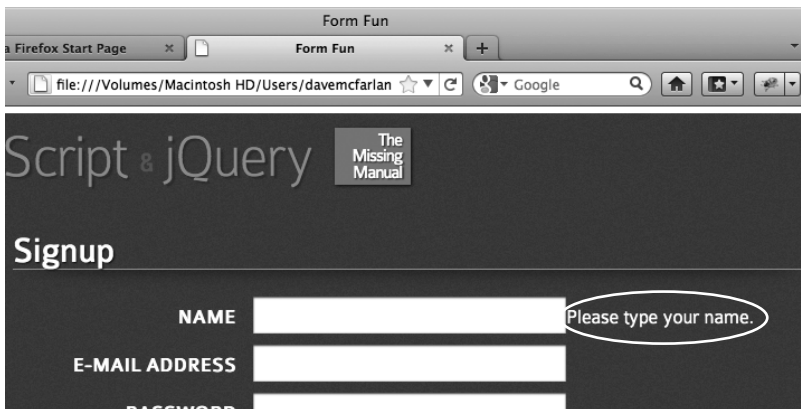 Form Fun
a Firefox Start Page
Form Fun
file:///Volumes/Macintosh HD/Users/davemcfarlan
Google
Script & jQuery
The
Missing
Manual
Signup
NAME
Please type your name.
E-MAIL ADDRESS
PASSWORD